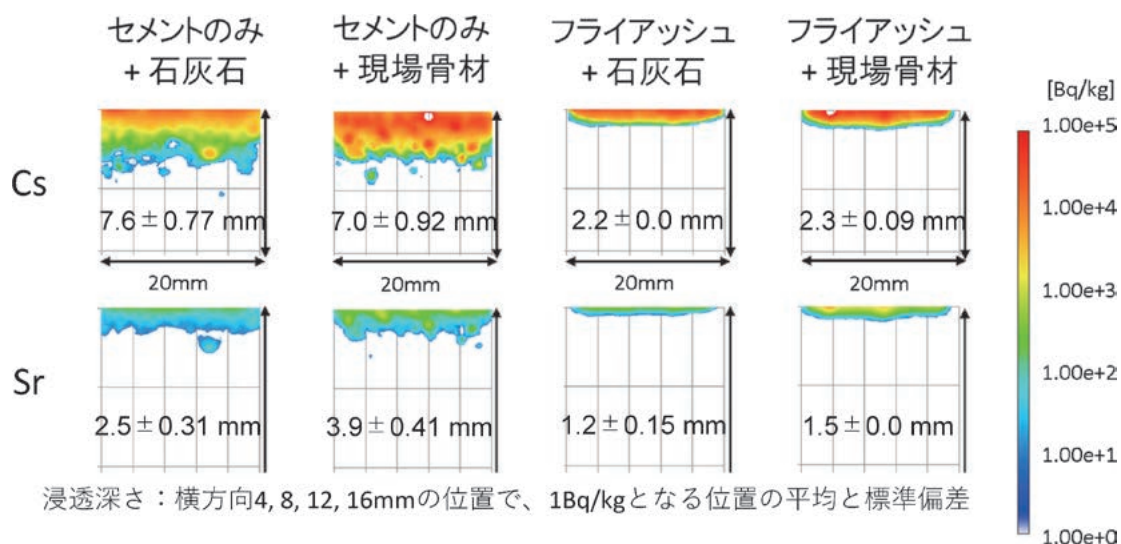 セメントのみ
+ 石灰石
セメントのみ
+ 現場骨材
フライアッシュ
+ 石灰石
フライアッシュ
+ 現場骨材
[Bq/kg]
1.00e+5
1.00e+4
1.00e+3
1.00e+2
1.00e+1
1.00e+0
Cs
7.6 ± 0.77 mm
7.0 ± 0.92 mm
2.2 ± 0.0 mm
2.3 ± 0.09 mm
20mm
20mm
20mm
20mm
Sr
2.5 ± 0.31 mm
3.9 ± 0.41 mm
1.2 ± 0.15 mm
1.5 ± 0.0 mm
浸透深さ：横方向4, 8, 12, 16mmの位置で、1Bq/kgとなる位置の平均と標準偏差